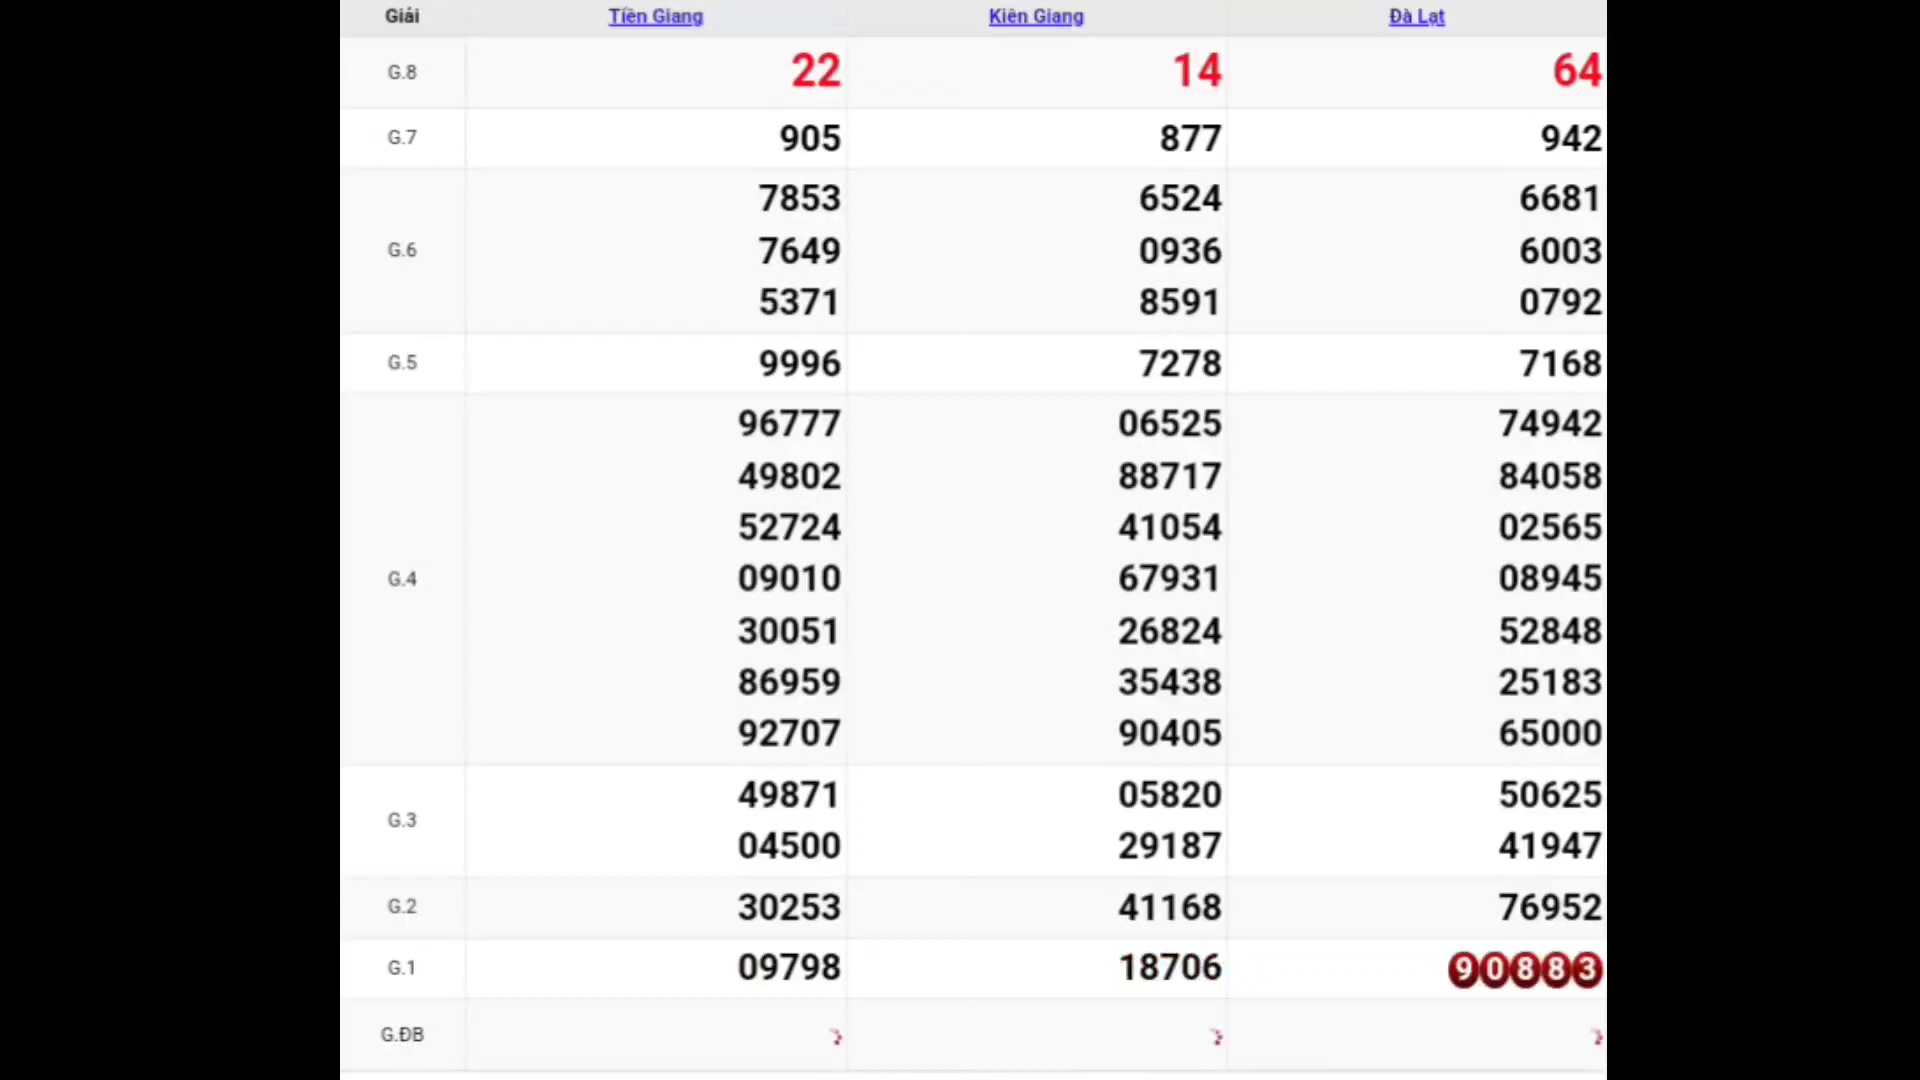 Giải Tiền Giang Kiên Giang Đà Lạt
G.8 22 14 64
G.7 905 877 942
7853 6524 6681
G.6 7649 0936 6003
5371 8591 0792
G.5 9996 7278 7168
96777 06525 74942
49802 88717 84058
52724 41054 02565
G.4 09010 67931 08945
30051 26824 52848
86959 35438 25183
92707 90405 65000
G.3
49871 05820 50625
04500 29187 41947
G.2 30253 41168 76952
G.1 09798 18706 90883
G.ĐB